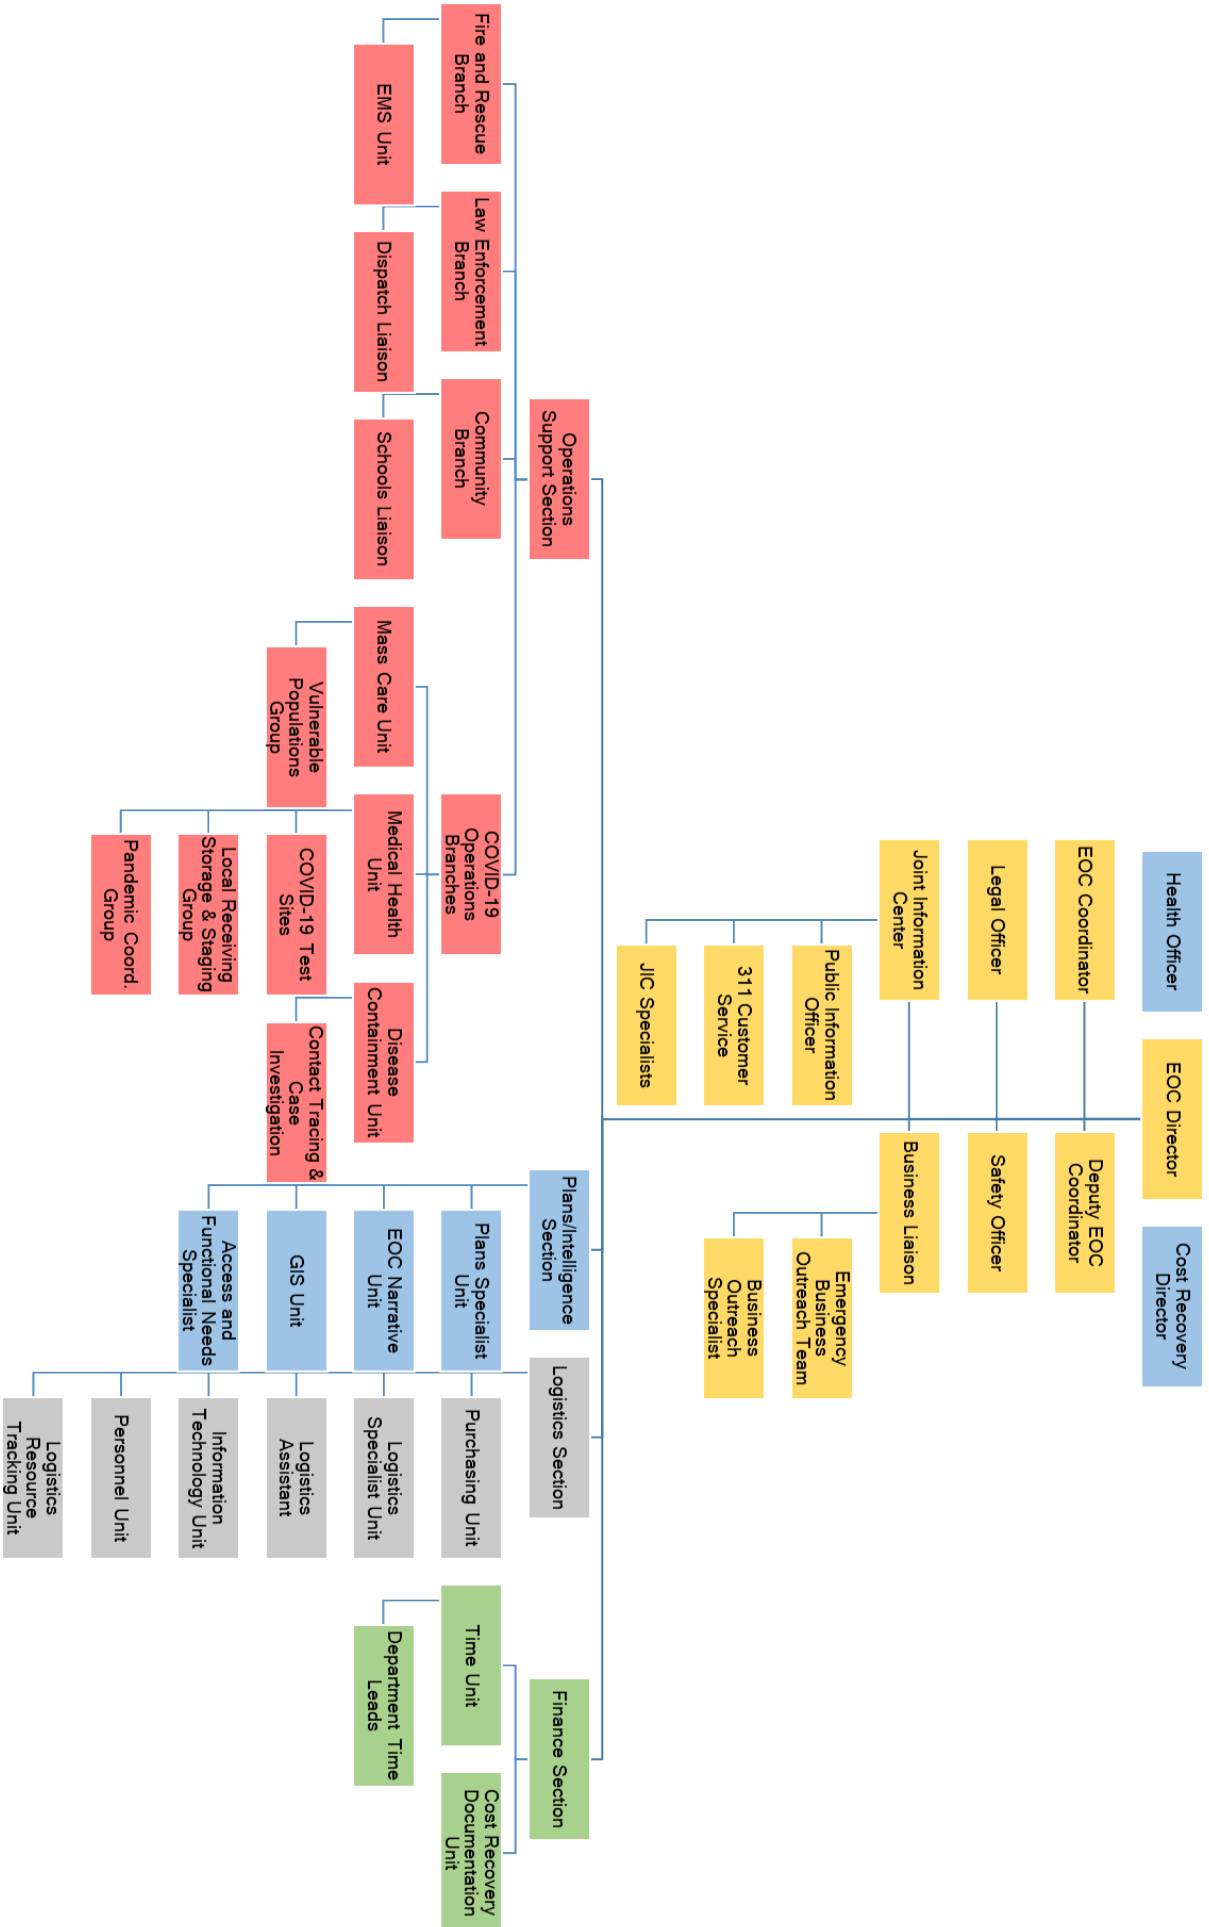 Health Officer
EOC Director
Cost Recovery
Director
EOC Coordinator
Deputy EOC
Coordinator
Legal Officer
Safety Officer
Joint Information
Center
Business Liaison
Public Information
Officer
Emergency
Business
Outreach Team
311 Customer
Service
Business
Outreach
Specialist
JIC Specialists
Operations
Support Section
Plans/Intelligence
Section
Logistics Section
Finance Section
Fire and Rescue
Branch
Law Enforcement
Branch
Community
Branch
COVID-19
Operations
Branches
Plans Specialist
Unit
Purchasing Unit
Time Unit
Cost Recovery
Documentation
Unit
EMS Unit
Dispatch Liaison
Schools Liaison
Mass Care Unit
Medical Health
Unit
Disease
Containment Unit
EOC Narrative
Unit
Logistics
Specialist Unit
Department Time
Leads
Vulnerable
Populations
Group
COVID-19 Test
Sites
Contact Tracing &
Case
Investigation
GIS Unit
Logistics
Assistant
Local Receiving
Storage & Staging
Group
Access and
Functional Needs
Specialist
Information
Technology Unit
Pandemic Coord.
Group
Personnel Unit
Logistics
Resource
Tracking Unit